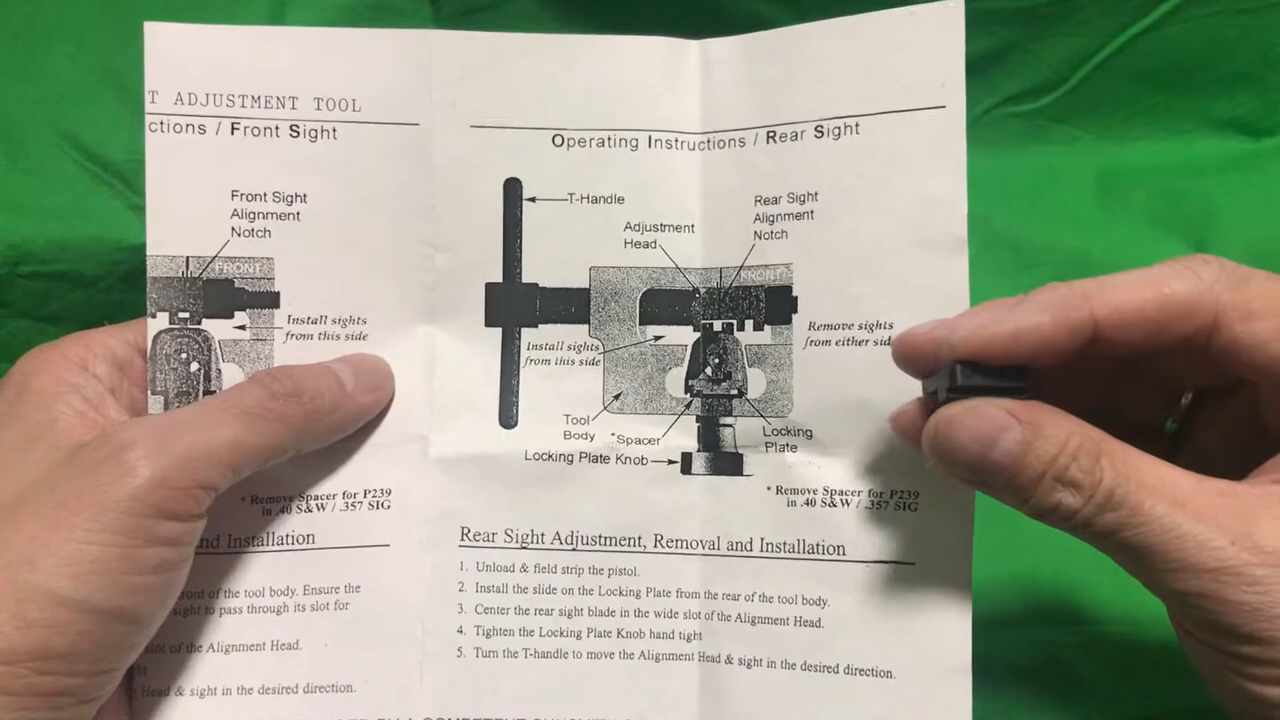 T ADJUSTMENT TOOL
ctions / Front Sight
Front Sight
Alignment
Notch
FRONT
Install sights
from this side
* Remove Spacer for P239
in .40 S&W / .357 SIG
nd Installation
ront of the tool body. Ensure the
sight to pass through its slot for
slot of the Alignment Head.
Head & sight in the desired direction.
Operating Instructions / Rear Sight
T-Handle
Adjustment
Head
Rear Sight
Alignment
Notch
FRONT
Install sights
from this side
Remove sights
from either sid
Tool
Body
*Spacer
Locking
Plate
Locking Plate Knob
* Remove Spacer for P239
in .40 S&W / .357 SIG
Rear Sight Adjustment, Removal and Installation
1. Unload & field strip the pistol.
2. Install the slide on the Locking Plate from the rear of the tool body.
3. Center the rear sight blade in the wide slot of the Alignment Head.
4. Tighten the Locking Plate Knob hand tight
5. Turn the T-handle to move the Alignment Head & sight in the desired direction.